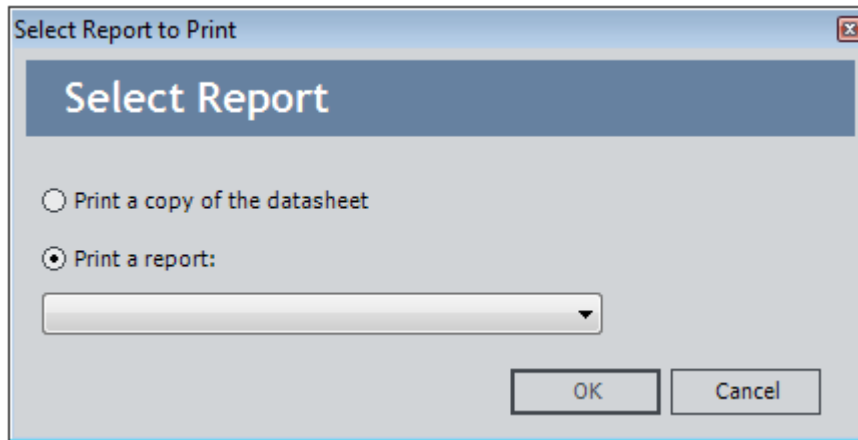 Select Report to Print
Select Report
Print a copy of the datasheet
Print a report:
OK
Cancel